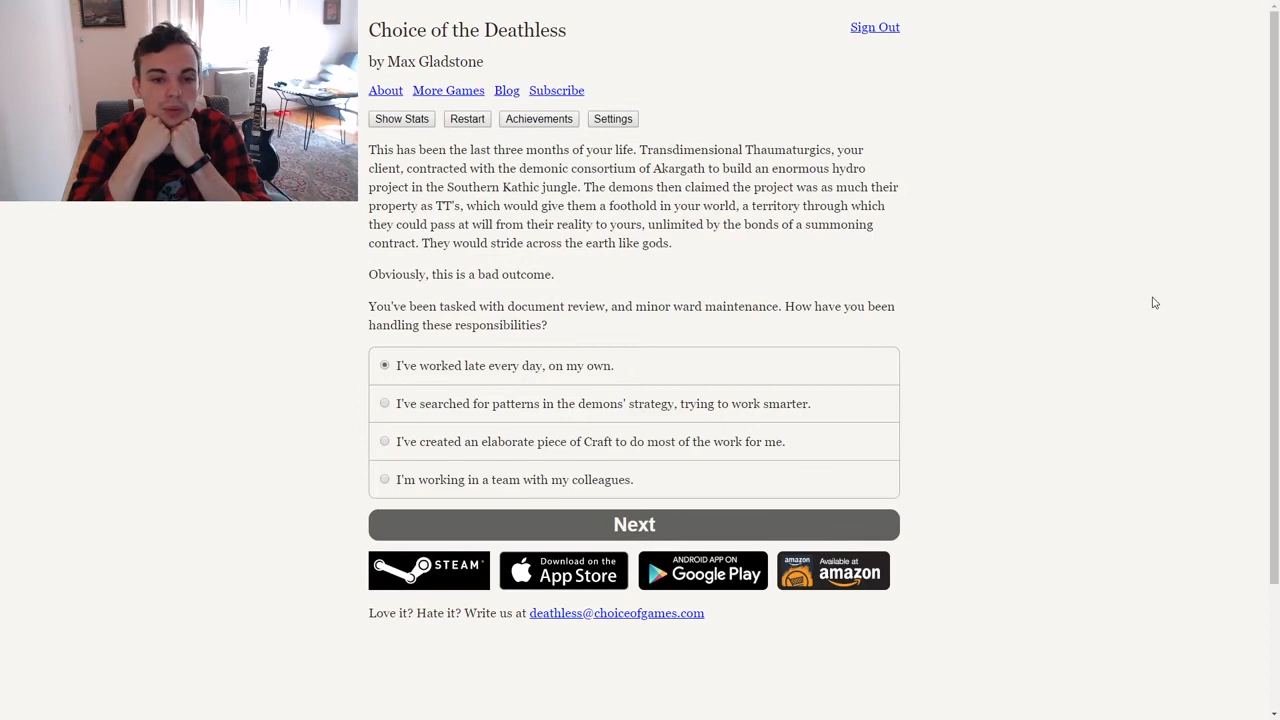 Choice of the Deathless
Sign Out
by Max Gladstone
About More Games Blog Subscribe
Show Stats Restart Achievements Settings
This has been the last three months of your life. Transdimensional Thaumaturgics, your
client, contracted with the demonic consortium of Akargath to build an enormous hydro
project in the Southern Kathic jungle. The demons then claimed the project was as much their
property as TT's, which would give them a foothold in your world, a territory through which
they could pass at will from their reality to yours, unlimited by the bonds of a summoning
contract. They would stride across the earth like gods.
Obviously, this is a bad outcome.
You've been tasked with document review, and minor ward maintenance. How have you been
handling these responsibilities?
I've worked late every day, on my own.
I've searched for patterns in the demons' strategy, trying to work smarter.
I've created an elaborate piece of Craft to do most of the work for me.
I'm working in a team with my colleagues.
Next
STEAM
Download on the
App Store
ANDROID APP ON
Google Play
amazon
Available at
amazon
Love it? Hate it? Write us at deathless@choiceofgames.com